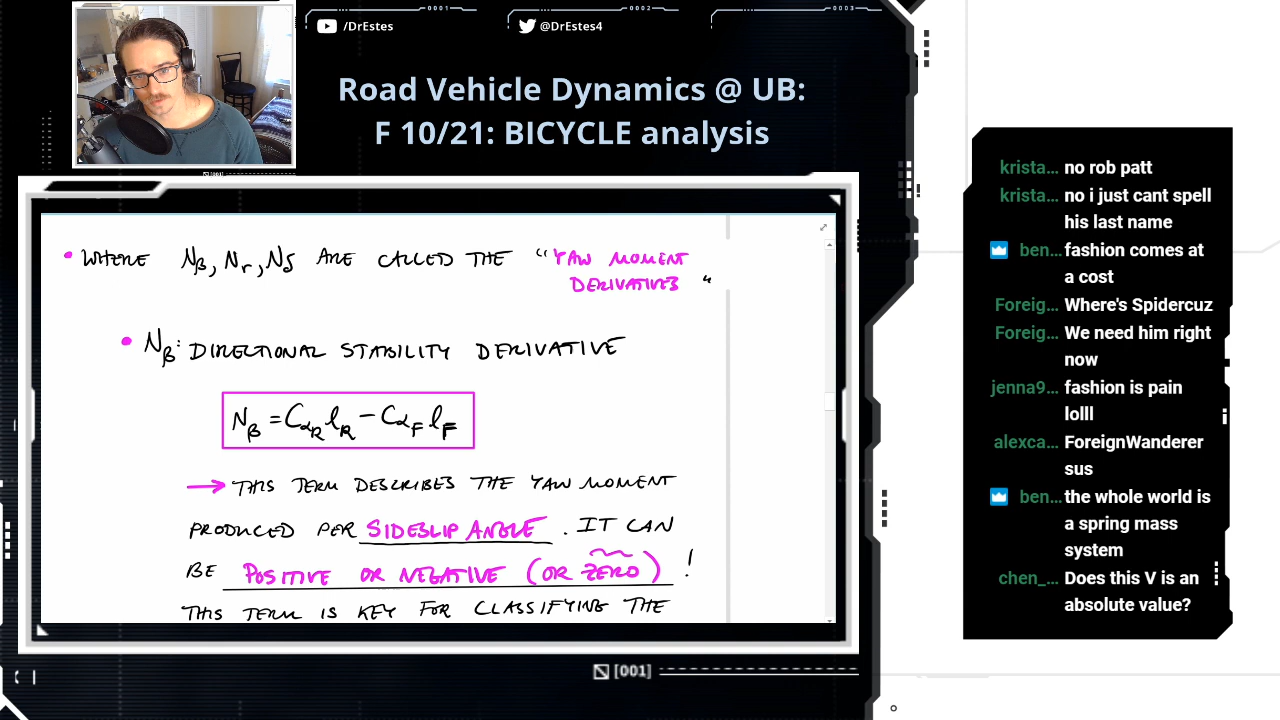 0001
0002
0003
/DrEstes
@DrEstes4
Road Vehicle Dynamics @ UB:
F 10/21: BICYCLE analysis
[001]
• WHERE Nβ, Nr, Nδ ARE CALLED THE "YAW MOMENT
DERIVATIVES"
• Nβ: DIRECTIONAL STABILITY DERIVATIVE
Nβ = CαR lR - CαF lF
→ THIS TERM DESCRIBES THE YAW MOMENT
PRODUCED PER SIDESLIP ANGLE. IT CAN
BE POSITIVE OR NEGATIVE (OR ZERO)!
THIS TERM IS KEY FOR CLASSIFYING THE
[001]
krista… no rob patt
krista… no i just cant spell
his last name
ben… fashion comes at
a cost
Foreig… Where's Spidercuz
Foreig… We need him right
now
jenna9… fashion is pain
lolll
alexca… ForeignWanderer
sus
ben… the whole world is
a spring mass
system
chen_… Does this V is an
absolute value?